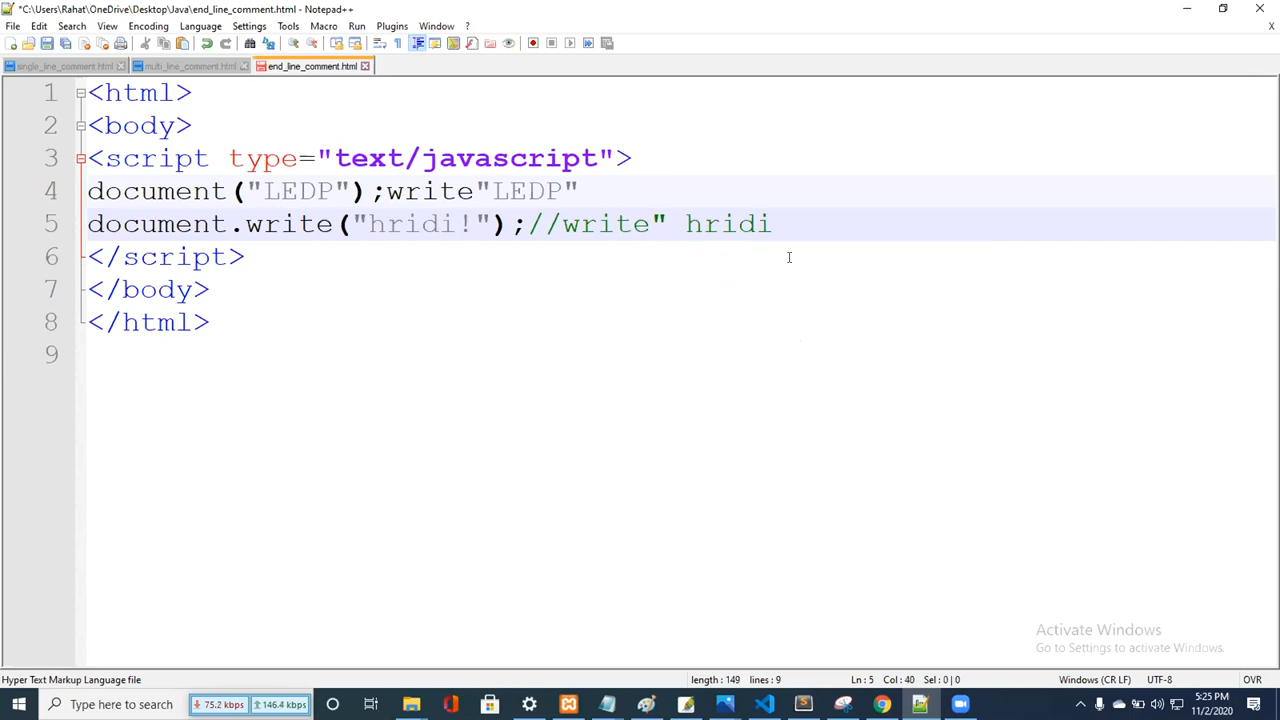 *C:\Users\Rahat\OneDrive\Desktop\Java\end_line_comment.html - Notepad++
File Edit Search View Encoding Language Settings Tools Macro Run Plugins Window ?
X
single_line_comment.html multi_line_comment.html end_line_comment.html
1 <html>
2 <body>
3 <script type="text/javascript">
4 document("LEDP");write"LEDP"
5 document.write("hridi!");//write" hridi
6 </script>
7 </body>
8 </html>
9
Activate Windows
Go to Settings to activate Windows.
Hyper Text Markup Language file length : 149 lines : 9 Ln : 5 Col : 40 Sel : 0 | 0 Windows (CR LF) UTF-8 OVR
Type here to search 75.2 kbps 146.4 kbps 5:25 PM
11/2/2020